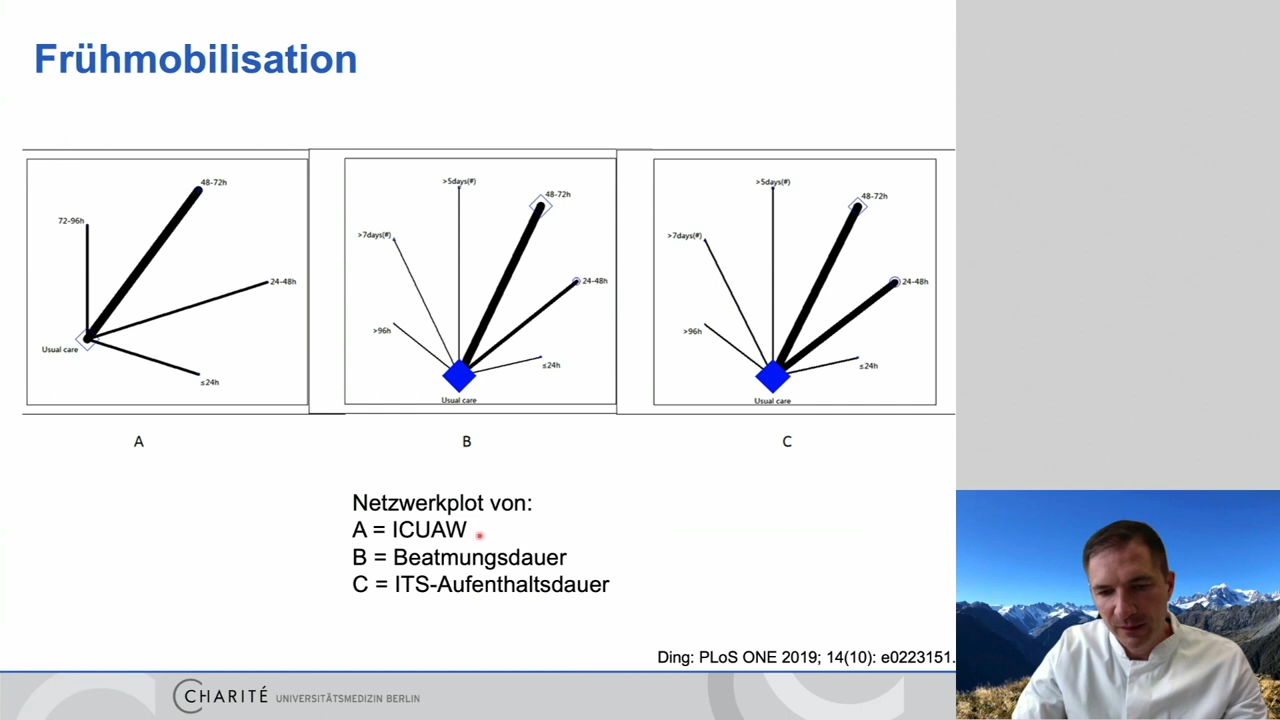 Frühmobilisation
48-72h
72-96h
24-48h
Usual care
≤24h
>5days(#)
48-72h
>7days(#)
24-48h
>96h
≤24h
Usual care
>5days(#)
48-72h
>7days(#)
24-48h
>96h
≤24h
Usual care
A
B
C
Netzwerkplot von:
A = ICUAW
B = Beatmungsdauer
C = ITS-Aufenthaltsdauer
Ding: PLoS ONE 2019; 14(10): e0223151.
CHARITÉ UNIVERSITÄTSMEDIZIN BERLIN